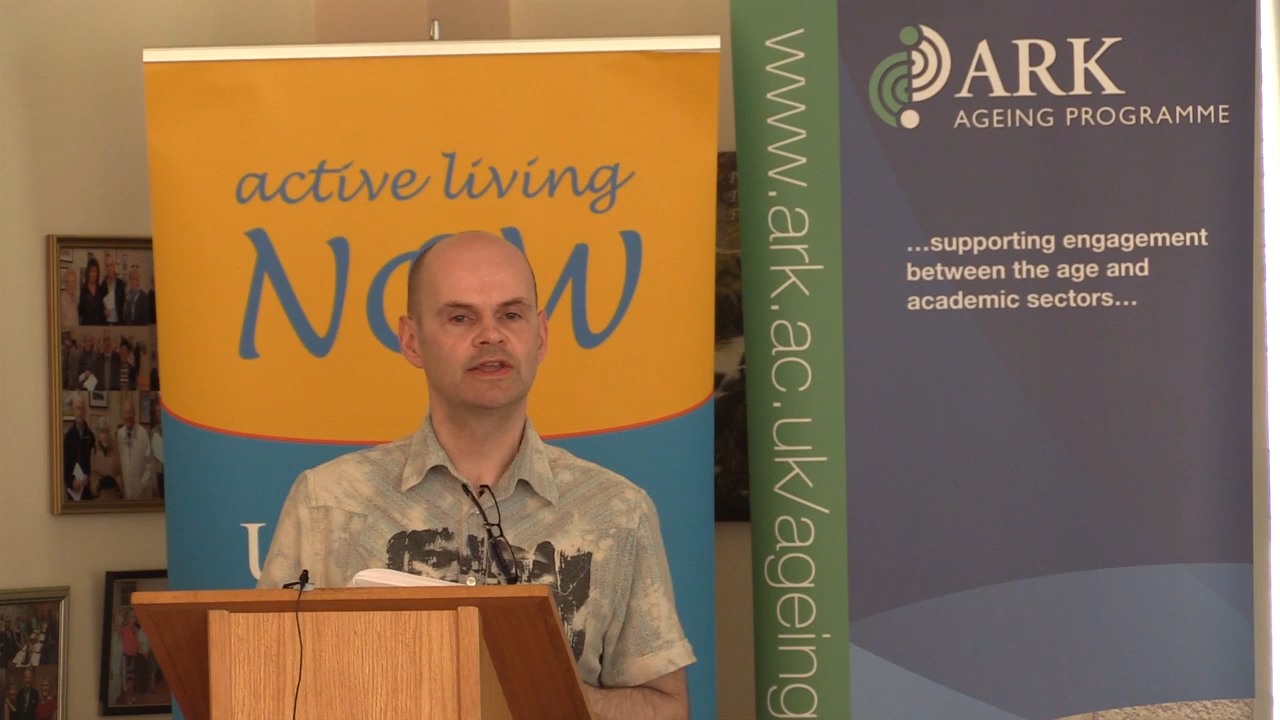 active living
NOW
U
www.ark.ac.uk/ageing
ARK
AGEING PROGRAMME
...supporting engagement
between the age and
academic sectors...